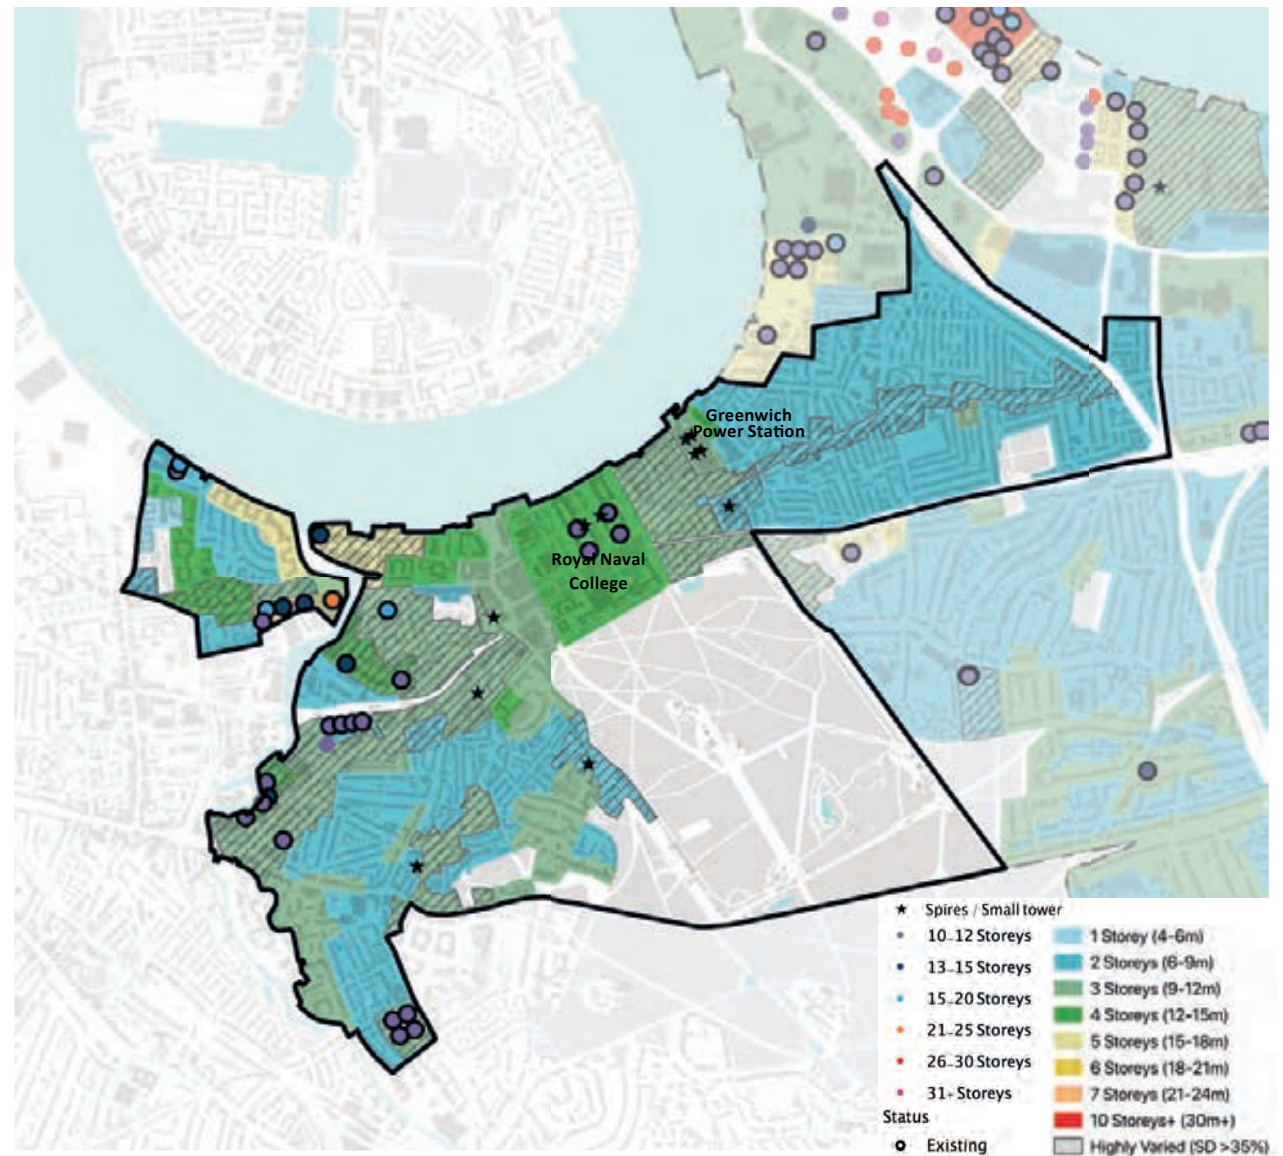 Greenwich
Power Station
Royal Naval
College
Spires / Small tower
10-12 Storeys
13-15 Storeys
15-20 Storeys
21-25 Storeys
26-30 Storeys
31+ Storeys
Status
Existing
1 Storey (4-6m)
2 Storeys (6-9m)
3 Storeys (9-12m)
4 Storeys (12-15m)
5 Storeys (15-18m)
6 Storeys (18-21m)
7 Storeys (21-24m)
10 Storeys+ (30m+)
Highly Varied (SD >35%)